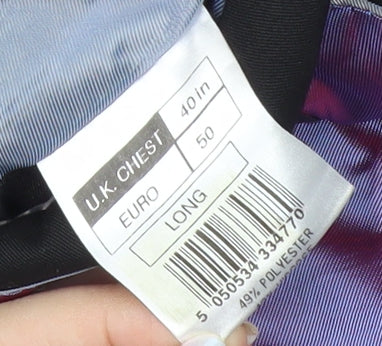 U.K. CHEST 40 in
EURO 50
LONG
5 050534 334770
49% POLYESTER